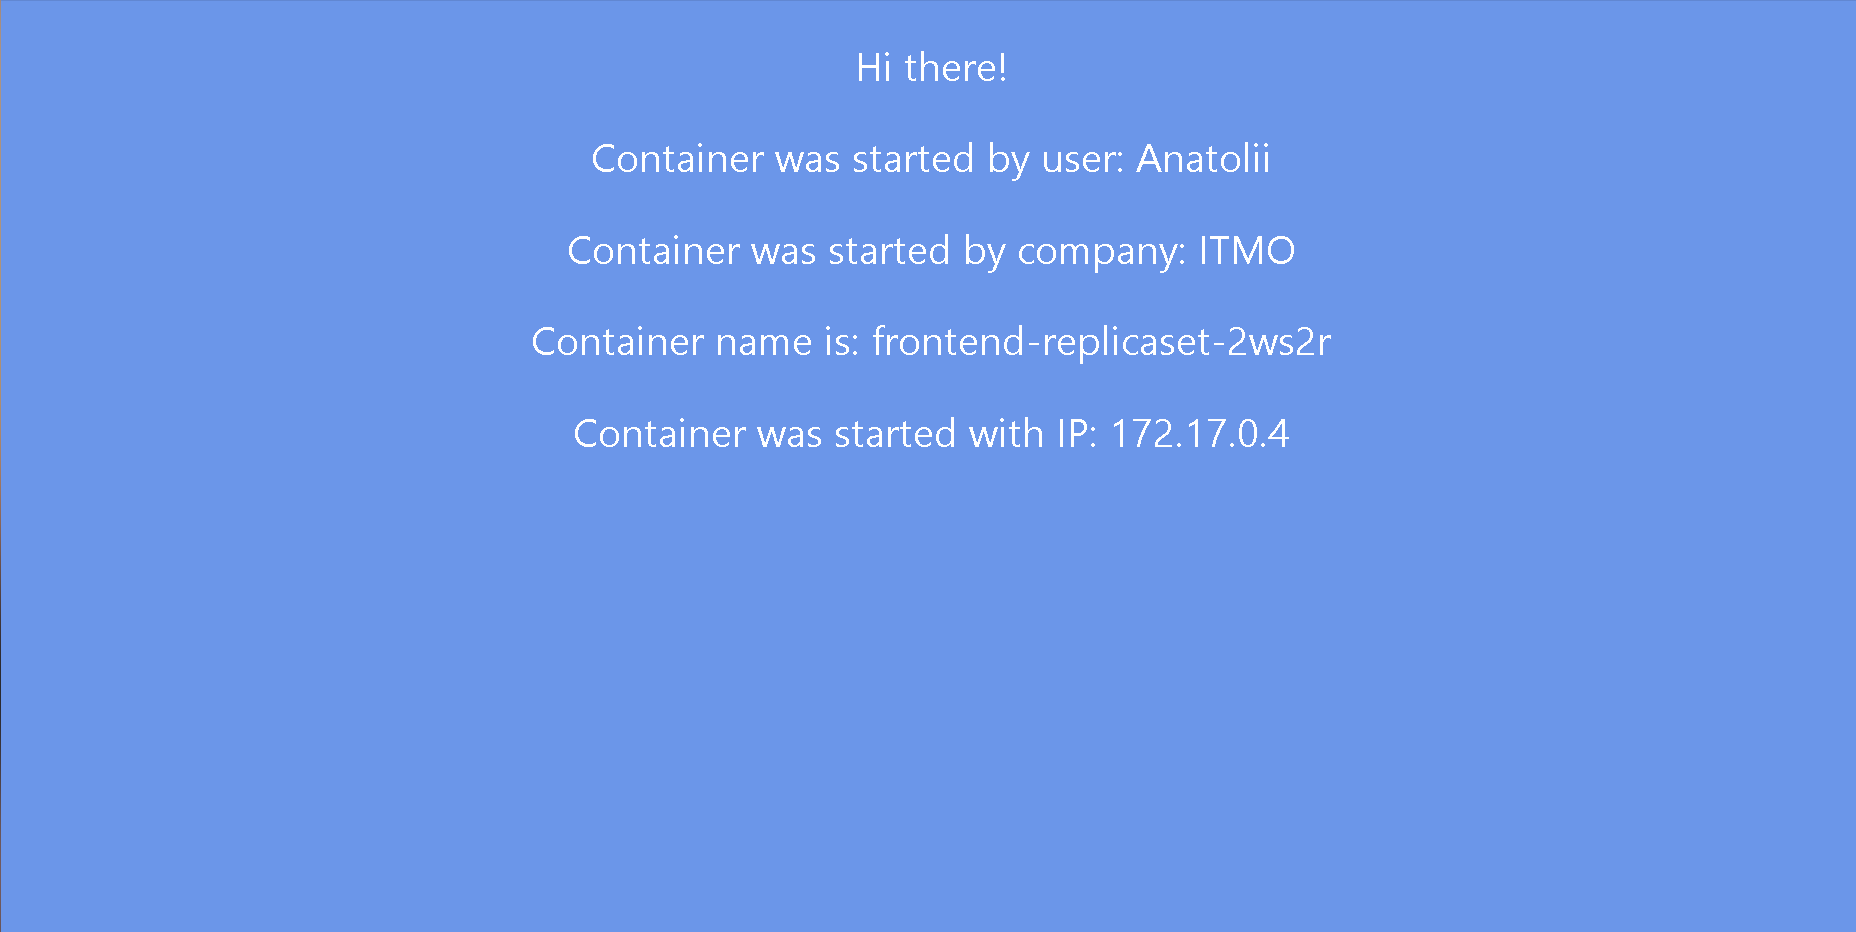 Hi there!
Container was started by user: Anatolii
Container was started by company: ITMO
Container name is: frontend-replicaset-2ws2r
Container was started with IP: 172.17.0.4